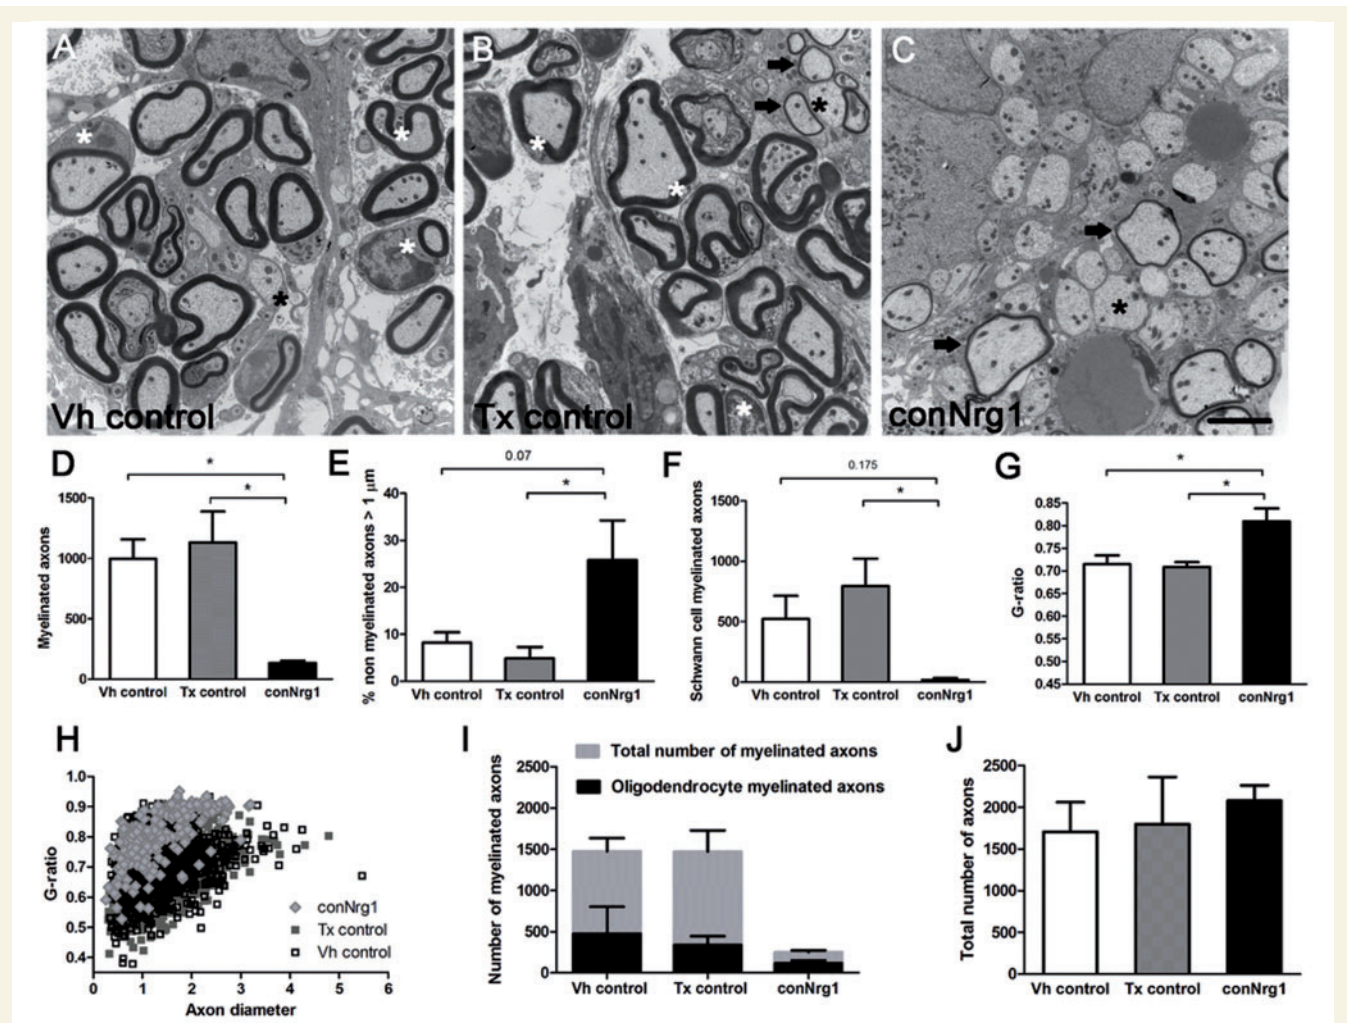 A
B
C
Vh control
Tx control
conNrg1
D
*
*
Myelinated axons
1500
1000
500
0
Vh control
Tx control
conNrg1
E
0.07
*
% non myelinated axons > 1 μm
40
30
20
10
0
Vh control
Tx control
conNrg1
F
0.175
*
Schwann cell myelinated axons
1500
1000
500
0
Vh control
Tx control
conNrg1
G
*
*
G-ratio
0.85
0.80
0.75
0.70
0.65
0.60
0.55
0.50
0.45
Vh control
Tx control
conNrg1
H
G-ratio
1.0
0.9
0.8
0.7
0.6
0.5
0.4
conNrg1
Tx control
Vh control
0 1 2 3 4 5 6
Axon diameter
I
Total number of myelinated axons
Oligodendrocyte myelinated axons
Number of myelinated axons
2500
2000
1500
1000
500
0
Vh control
Tx control
conNrg1
J
Total number of axons
2500
2000
1500
1000
500
0
Vh control
Tx control
conNrg1